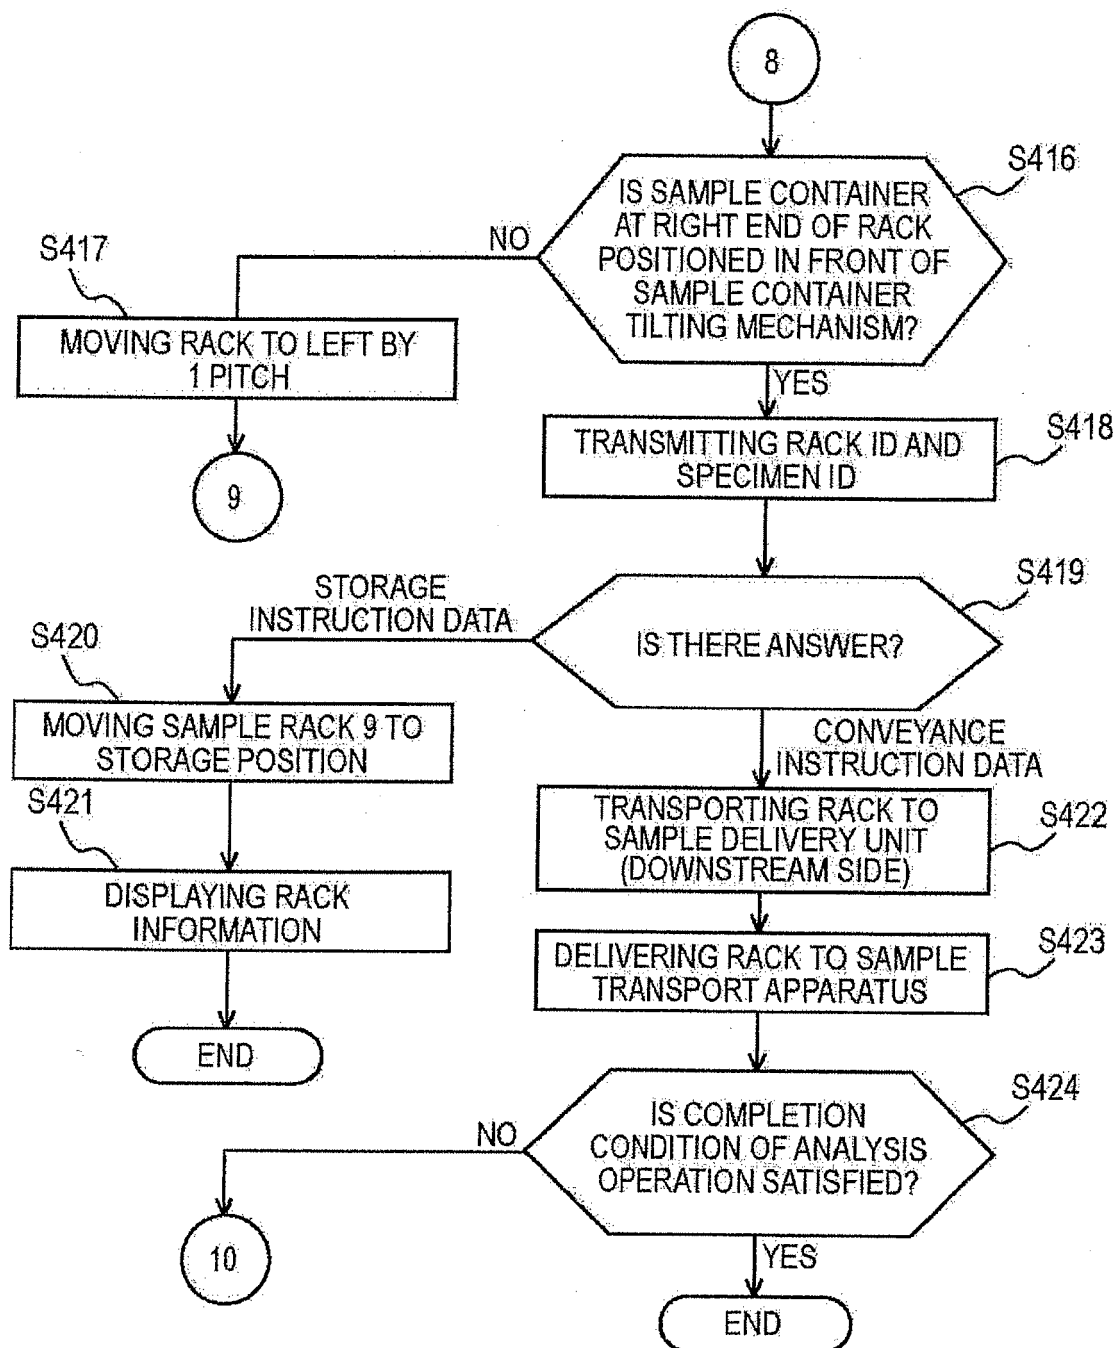 8
S416
IS SAMPLE CONTAINER
AT RIGHT END OF RACK
POSITIONED IN FRONT OF
SAMPLE CONTAINER
TILTING MECHANISM?
NO
S417
MOVING RACK TO LEFT BY
1 PITCH
9
YES
S418
TRANSMITTING RACK ID AND
SPECIMEN ID
S419
IS THERE ANSWER?
STORAGE
INSTRUCTION DATA
S420
MOVING SAMPLE RACK 9 TO
STORAGE POSITION
S421
DISPLAYING RACK
INFORMATION
END
CONVEYANCE
INSTRUCTION DATA
S422
TRANSPORTING RACK TO
SAMPLE DELIVERY UNIT
(DOWNSTREAM SIDE)
S423
DELIVERING RACK TO SAMPLE
TRANSPORT APPARATUS
S424
IS COMPLETION
CONDITION OF ANALYSIS
OPERATION SATISFIED?
NO
10
YES
END